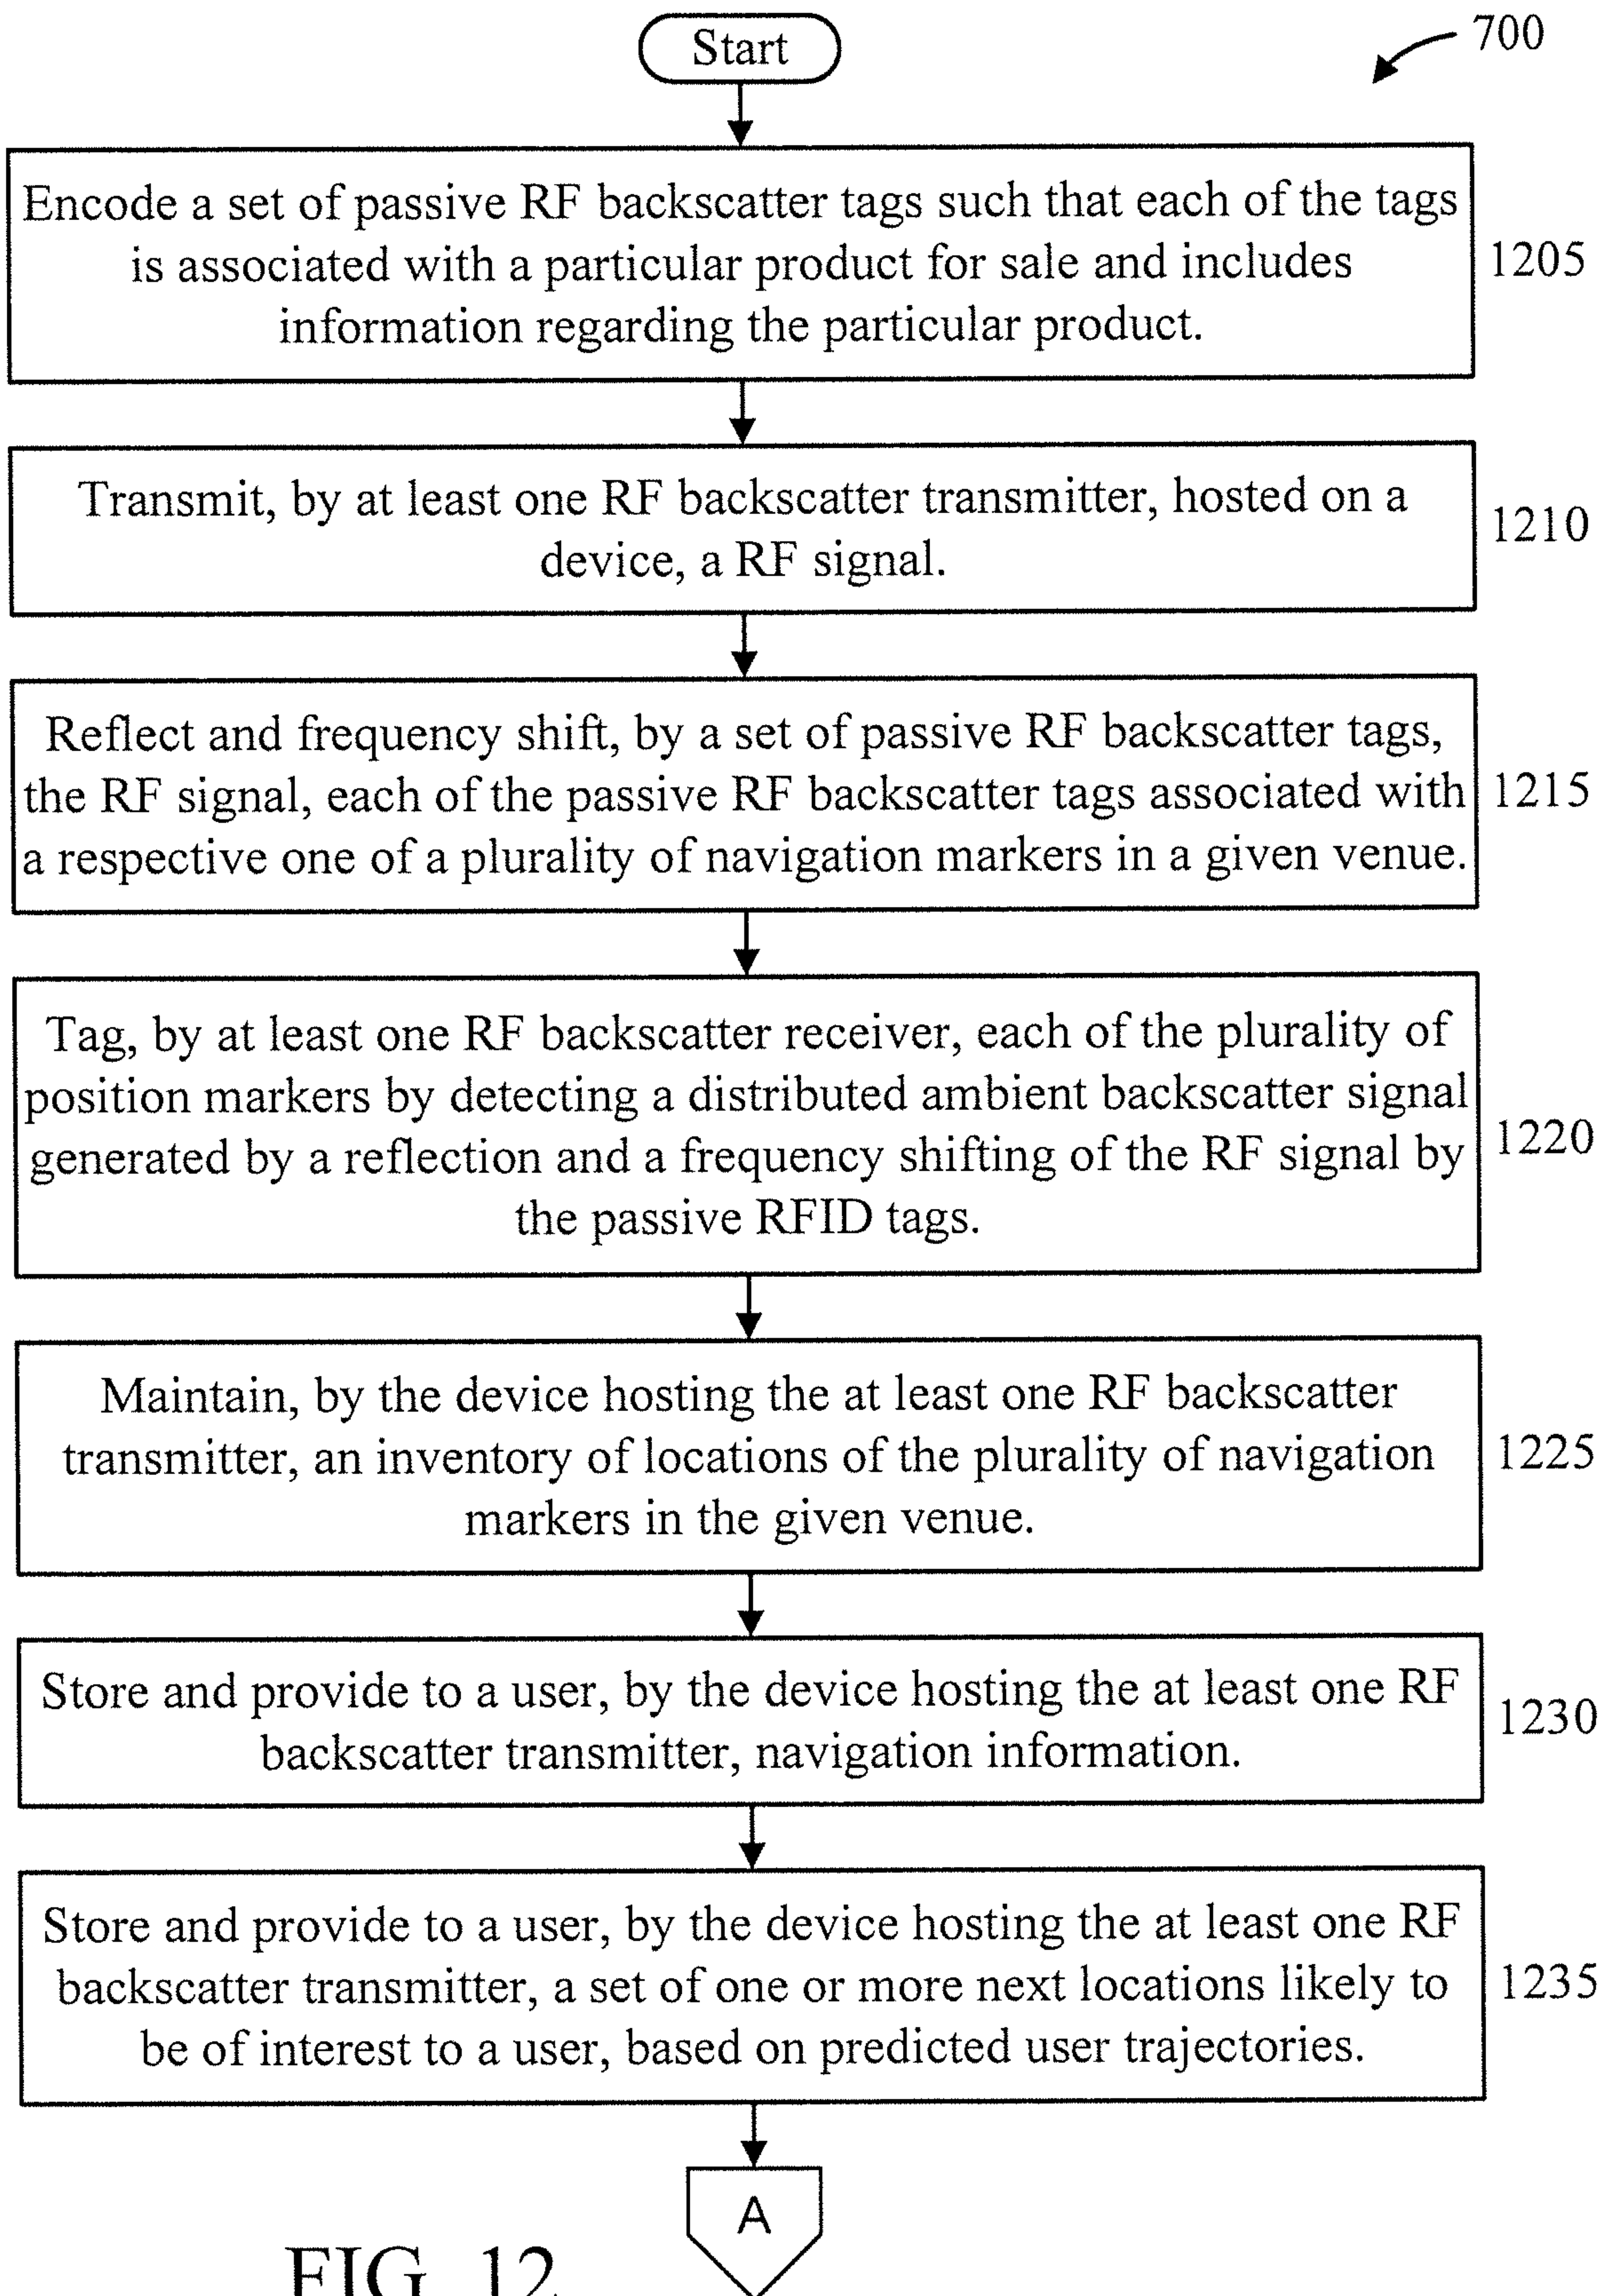 Start
700
Encode a set of passive RF backscatter tags such that each of the tags
is associated with a particular product for sale and includes
information regarding the particular product.
1205
Transmit, by at least one RF backscatter transmitter, hosted on a
device, a RF signal.
1210
Reflect and frequency shift, by a set of passive RF backscatter tags,
the RF signal, each of the passive RF backscatter tags associated with
a respective one of a plurality of navigation markers in a given venue.
1215
Tag, by at least one RF backscatter receiver, each of the plurality of
position markers by detecting a distributed ambient backscatter signal
generated by a reflection and a frequency shifting of the RF signal by
the passive RFID tags.
1220
Maintain, by the device hosting the at least one RF backscatter
transmitter, an inventory of locations of the plurality of navigation
markers in the given venue.
1225
Store and provide to a user, by the device hosting the at least one RF
backscatter transmitter, navigation information.
1230
Store and provide to a user, by the device hosting the at least one RF
backscatter transmitter, a set of one or more next locations likely to
be of interest to a user, based on predicted user trajectories.
1235
A
FIG. 12